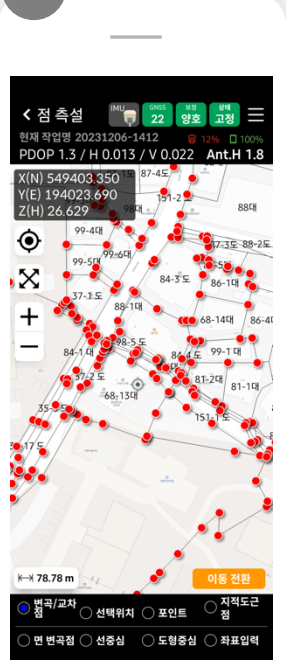 점 측설
IMU
GNSS 22
보정 양호
상태 고정
현재 작업명 20231206-1412
12%
100%
PDOP 1.3 / H 0.013 / V 0.022 Ant.H 1.8
X(N) 549403.350
Y(E) 194023.690
Z(H) 26.629
87-4도
151-2
88대
99-4대
99-6대
88-2도
99-5
84-3도
86-1대
37-1도
88-1대
68-14대
86-4
98-5도
84-1대
84-4도
99-1대
37-2도
81-2대
81-1대
68-13대
151-1도
35-3
-17도
78.78 m
이동 전환
변곡/교차점
선택위치
포인트
지적도근점
면 변곡점
선중심
도형중심
좌표입력